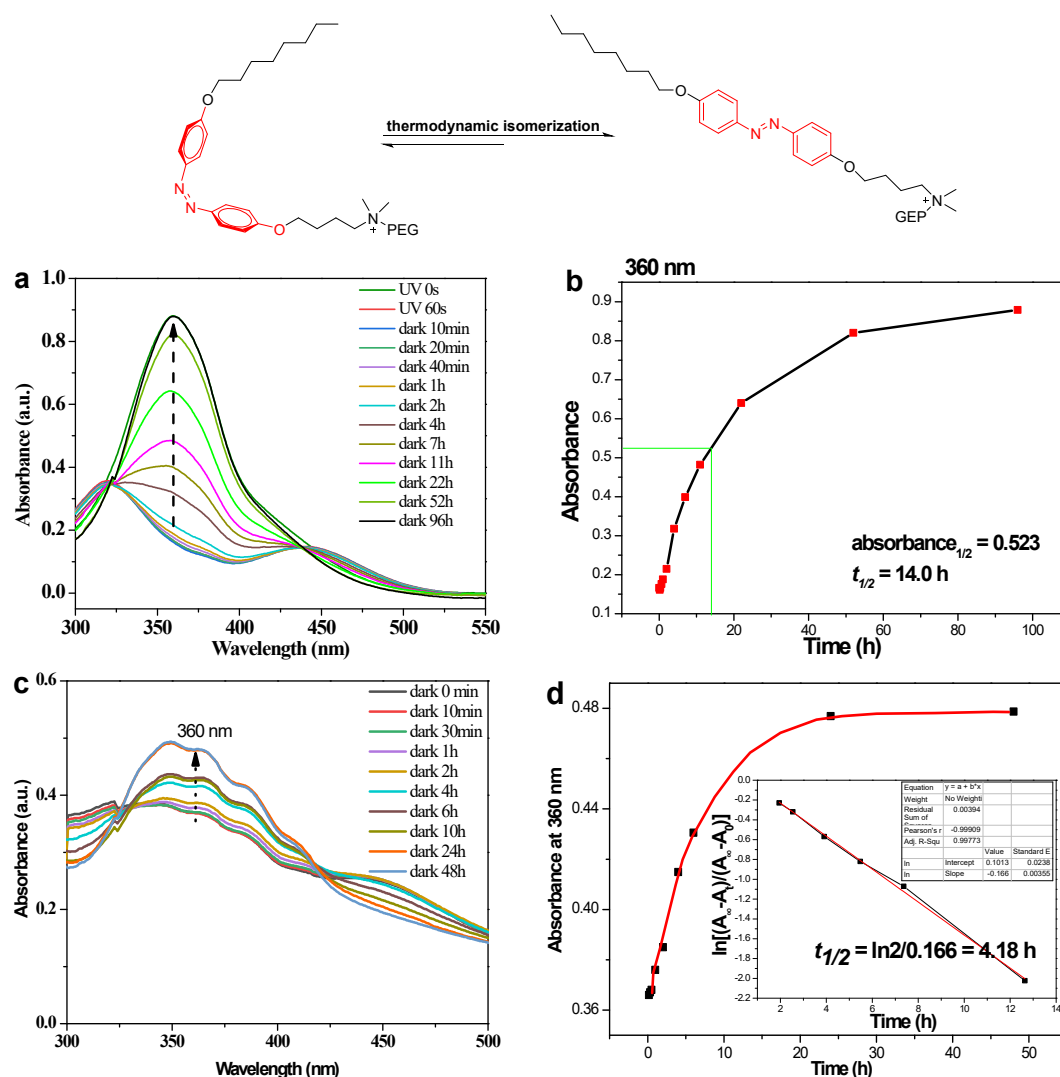 O
thermodynamic isomerization
O
N
N
N
N
O
N
+
PEG
O
N
+
GEP
a
1.0
0.8
0.6
0.4
0.2
0.0
Absorbance (a.u.)
300 350 400 450 500 550
Wavelength (nm)
UV 0s
UV 60s
dark 10min
dark 20min
dark 40min
dark 1h
dark 2h
dark 4h
dark 7h
dark 11h
dark 22h
dark 52h
dark 96h
b
360 nm
0.9
0.8
0.7
0.6
0.5
0.4
0.3
0.2
0.1
Absorbance
absorbance1/2 = 0.523
t1/2 = 14.0 h
0 20 40 60 80 100
Time (h)
c
0.6
0.4
0.2
0.0
Absorbance (a.u.)
360 nm
300 350 400 450 500
Wavelength (nm)
dark 0 min
dark 10min
dark 30min
dark 1h
dark 2h
dark 4h
dark 6h
dark 10h
dark 24h
dark 48h
d
0.48
0.44
0.40
0.36
Absorbance at 360 nm
0 10 20 30 40 50
Time (h)
0.0
-0.2
-0.4
-0.6
-0.8
-1.0
-1.2
-1.4
-1.6
-1.8
-2.0
-2.2
ln[(A∞-At)/(A∞-A0)]
Equation y = a + b*x
Weight No Weighti
Residual 0.00394
Sum of
Pearson's r -0.99909
Adj. R-Squ 0.99773
Value Standard E
ln Intercept 0.1013 0.0238
ln Slope -0.166 0.00355
t1/2 = ln2/0.166 = 4.18 h
2 4 6 8 10 12 14
Time (h)